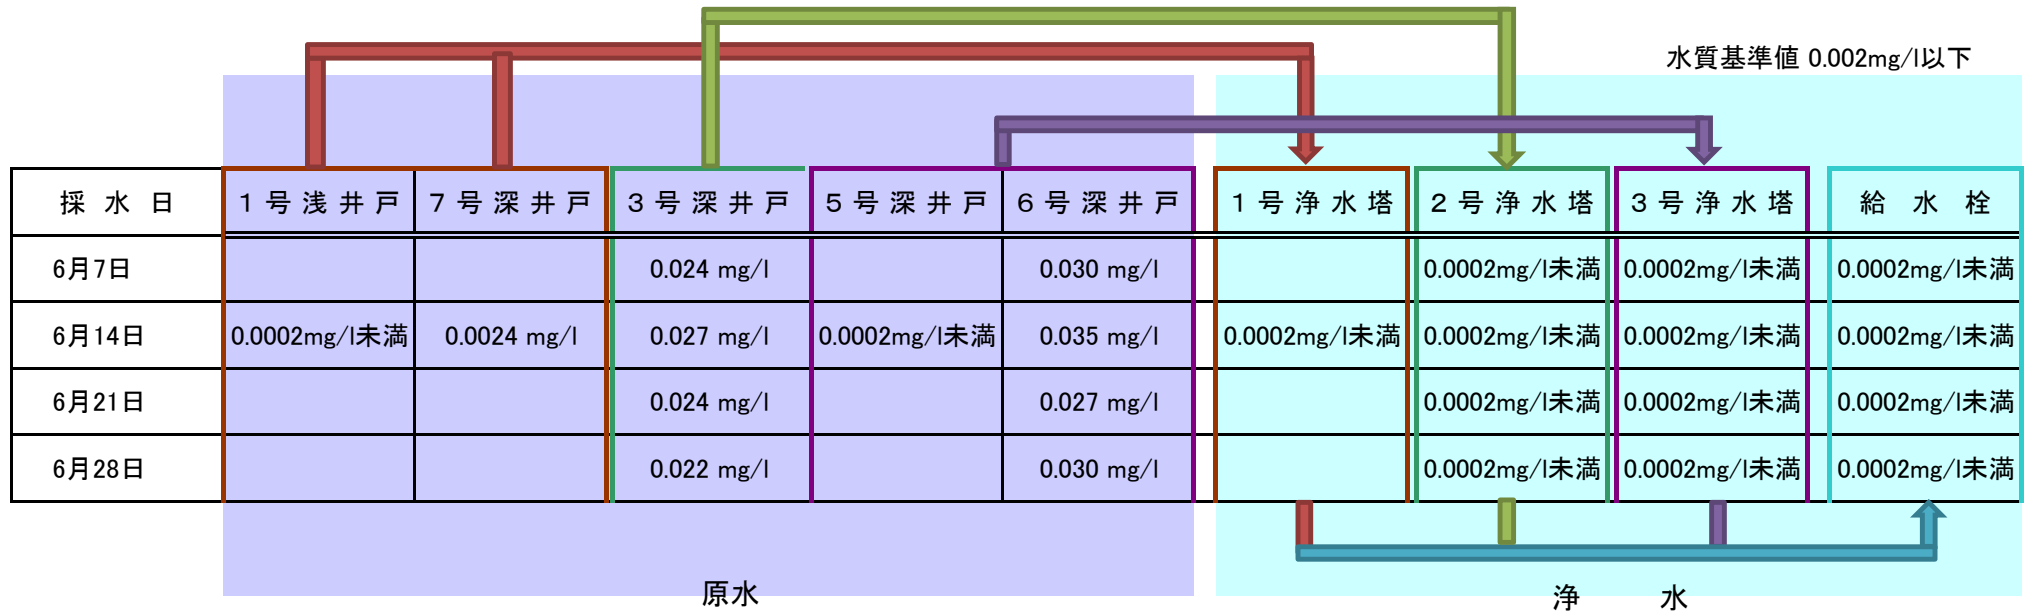 水質基準値 0.002mg/l以下
採 水 日 1 号 浅 井 戸 7 号 深 井 戸 3 号 深 井 戸 5 号 深 井 戸 6 号 深 井 戸 1 号 浄 水 塔 2 号 浄 水 塔 3 号 浄 水 塔 給 水 栓
6月7日 0.024 mg/l 0.030 mg/l 0.0002mg/l未満 0.0002mg/l未満 0.0002mg/l未満
6月14日 0.0002mg/l未満 0.0024 mg/l 0.027 mg/l 0.0002mg/l未満 0.035 mg/l 0.0002mg/l未満 0.0002mg/l未満 0.0002mg/l未満 0.0002mg/l未満
6月21日 0.024 mg/l 0.027 mg/l 0.0002mg/l未満 0.0002mg/l未満 0.0002mg/l未満
6月28日 0.022 mg/l 0.030 mg/l 0.0002mg/l未満 0.0002mg/l未満 0.0002mg/l未満
原水 浄 水